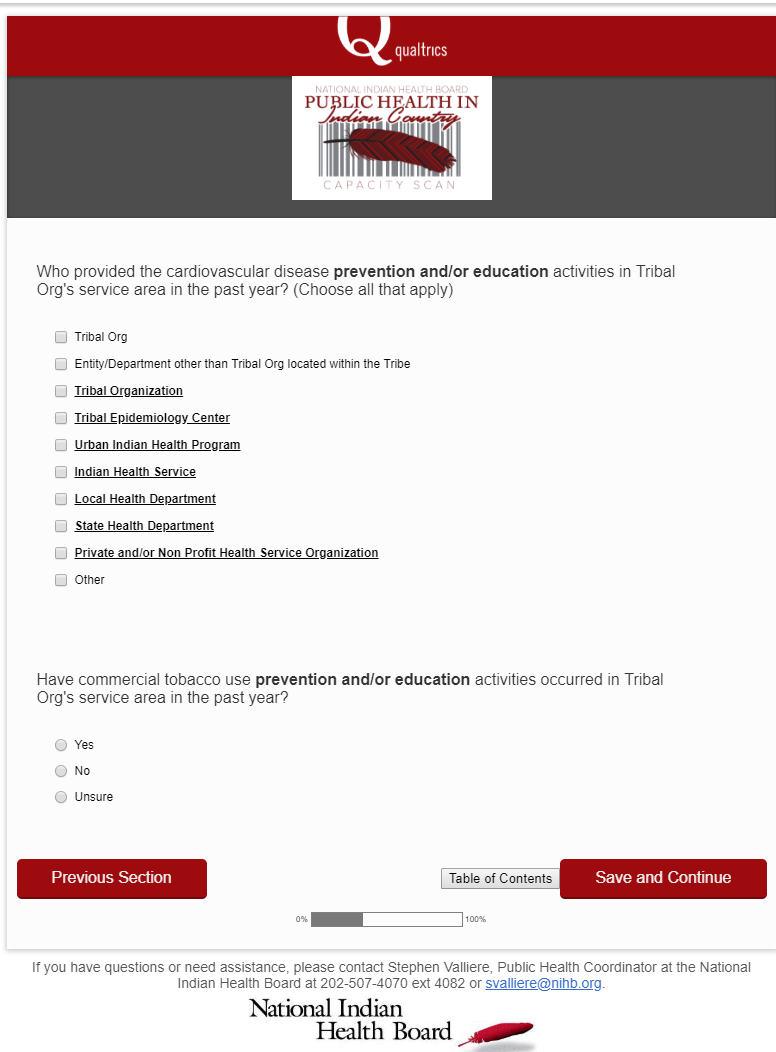 qualtrics
NATIONAL INDIAN HEALTH BOARD
PUBLIC HEALTH IN
Indian Country
CAPACITY SCAN
Who provided the cardiovascular disease prevention and/or education activities in Tribal
Org's service area in the past year? (Choose all that apply)
Tribal Org
Entity/Department other than Tribal Org located within the Tribe
Tribal Organization
Tribal Epidemiology Center
Urban Indian Health Program
Indian Health Service
Local Health Department
State Health Department
Private and/or Non Profit Health Service Organization
Other
Have commercial tobacco use prevention and/or education activities occurred in Tribal
Org's service area in the past year?
Yes
No
Unsure
Previous Section
Table of Contents
Save and Continue
0% 100%
If you have questions or need assistance, please contact Stephen Valliere, Public Health Coordinator at the National
Indian Health Board at 202-507-4070 ext 4082 or svalliere@nihb.org.
National Indian
Health Board